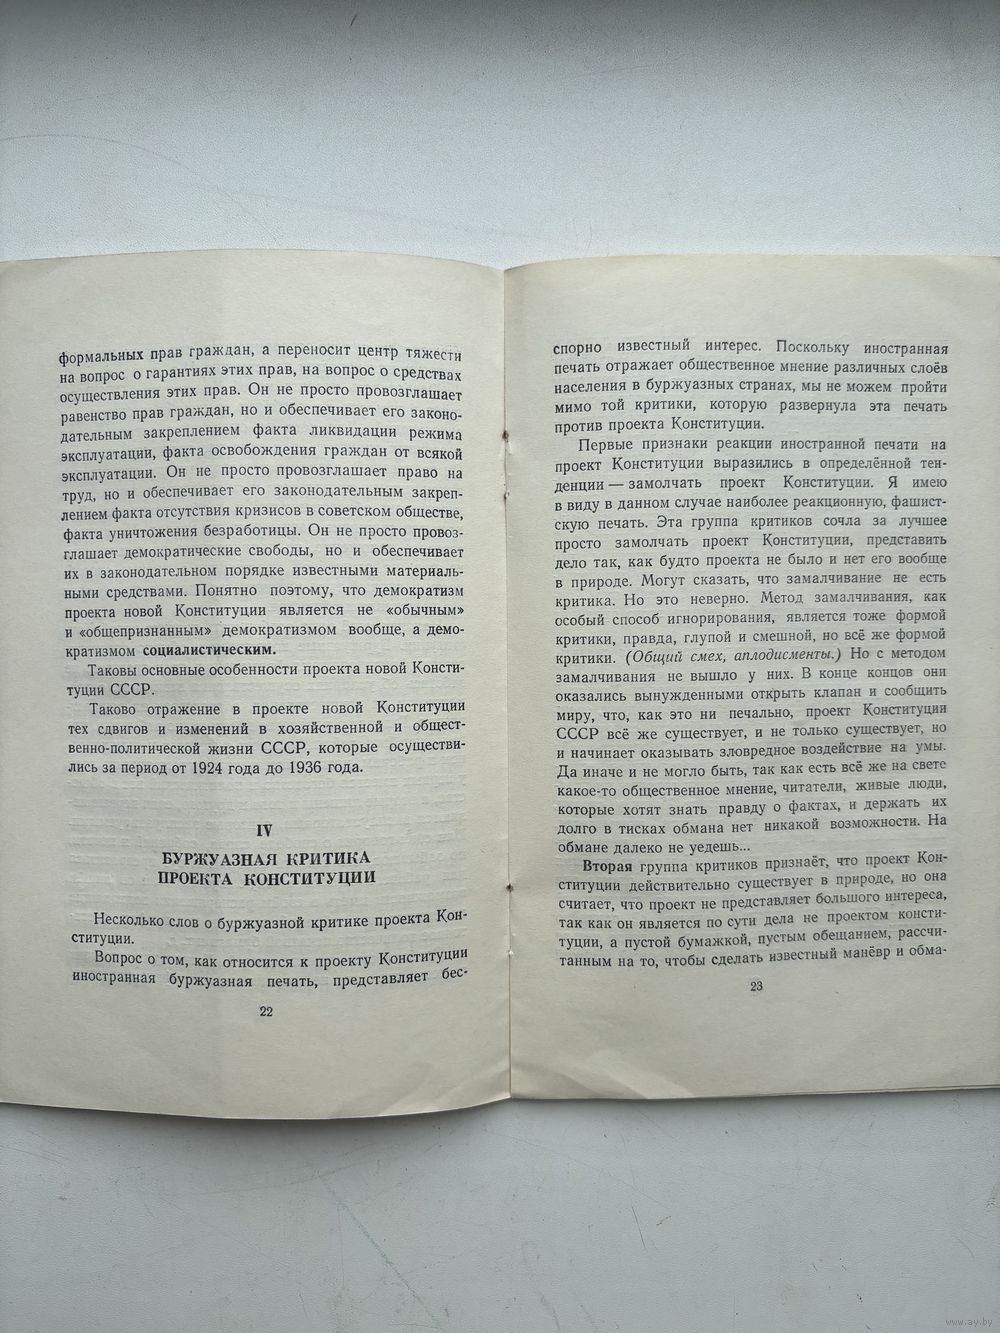 формальных прав граждан, а переносит центр тяжести
на вопрос о гарантиях этих прав, на вопрос о средствах
осуществления этих прав. Он не просто провозглашает
равенство прав граждан, но и обеспечивает его законо-
дательным закреплением факта ликвидации режима
эксплуатации, факта освобождения граждан от всякой
эксплуатации. Он не просто провозглашает право на
труд, но и обеспечивает его законодательным закреп-
лением факта отсутствия кризисов в советском обществе,
факта уничтожения безработицы. Он не просто провоз-
глашает демократические свободы, но и обеспечивает
их в законодательном порядке известными материаль-
ными средствами. Понятно поэтому, что демократизм
проекта новой Конституции является не «обычным»
и «общепризнанным» демократизмом вообще, а демо-
кратизмом социалистическим.
Таковы основные особенности проекта новой Консти-
туции СССР.
Таково отражение в проекте новой Конституции
тех сдвигов и изменений в хозяйственной и общест-
венно-политической жизни СССР, которые осуществи-
лись за период от 1924 года до 1936 года.
IV
БУРЖУАЗНАЯ КРИТИКА
ПРОЕКТА КОНСТИТУЦИИ
Несколько слов о буржуазной критике проекта Кон-
ституции.
Вопрос о том, как относится к проекту Конституции
иностранная буржуазная печать, представляет бес-
22
спорно известный интерес. Поскольку иностранная
печать отражает общественное мнение различных слоёв
населения в буржуазных странах, мы не можем пройти
мимо той критики, которую развернула эта печать
против проекта Конституции.
Первые признаки реакции иностранной печати на
проект Конституции выразились в определённой тен-
денции — замолчать проект Конституции. Я имею
в виду в данном случае наиболее реакционную, фашист-
скую печать. Эта группа критиков сочла за лучшее
просто замолчать проект Конституции, представить
дело так, как будто проекта не было и нет его вообще
в природе. Могут сказать, что замалчивание не есть
критика. Но это неверно. Метод замалчивания, как
особый способ игнорирования, является тоже формой
критики, правда, глупой и смешной, но всё же формой
критики. (Общий смех, аплодисменты.) Но с методом
замалчивания не вышло у них. В конце концов они
оказались вынужденными открыть клапан и сообщить
миру, что, как это ни печально, проект Конституции
СССР всё же существует, и не только существует, но
и начинает оказывать зловредное воздействие на умы.
Да иначе и не могло быть, так как есть всё же на свете
какое-то общественное мнение, читатели, живые люди,
которые хотят знать правду о фактах, и держать их
долго в тисках обмана нет никакой возможности. На
обмане далеко не уедешь...
Вторая группа критиков признаёт, что проект Кон-
ституции действительно существует в природе, но она
считает, что проект не представляет большого интереса,
так как он является по сути дела не проектом консти-
туции, а пустой бумажкой, пустым обещанием, рассчи-
танным на то, чтобы сделать известный манёвр и обма-
23
www.ay.by